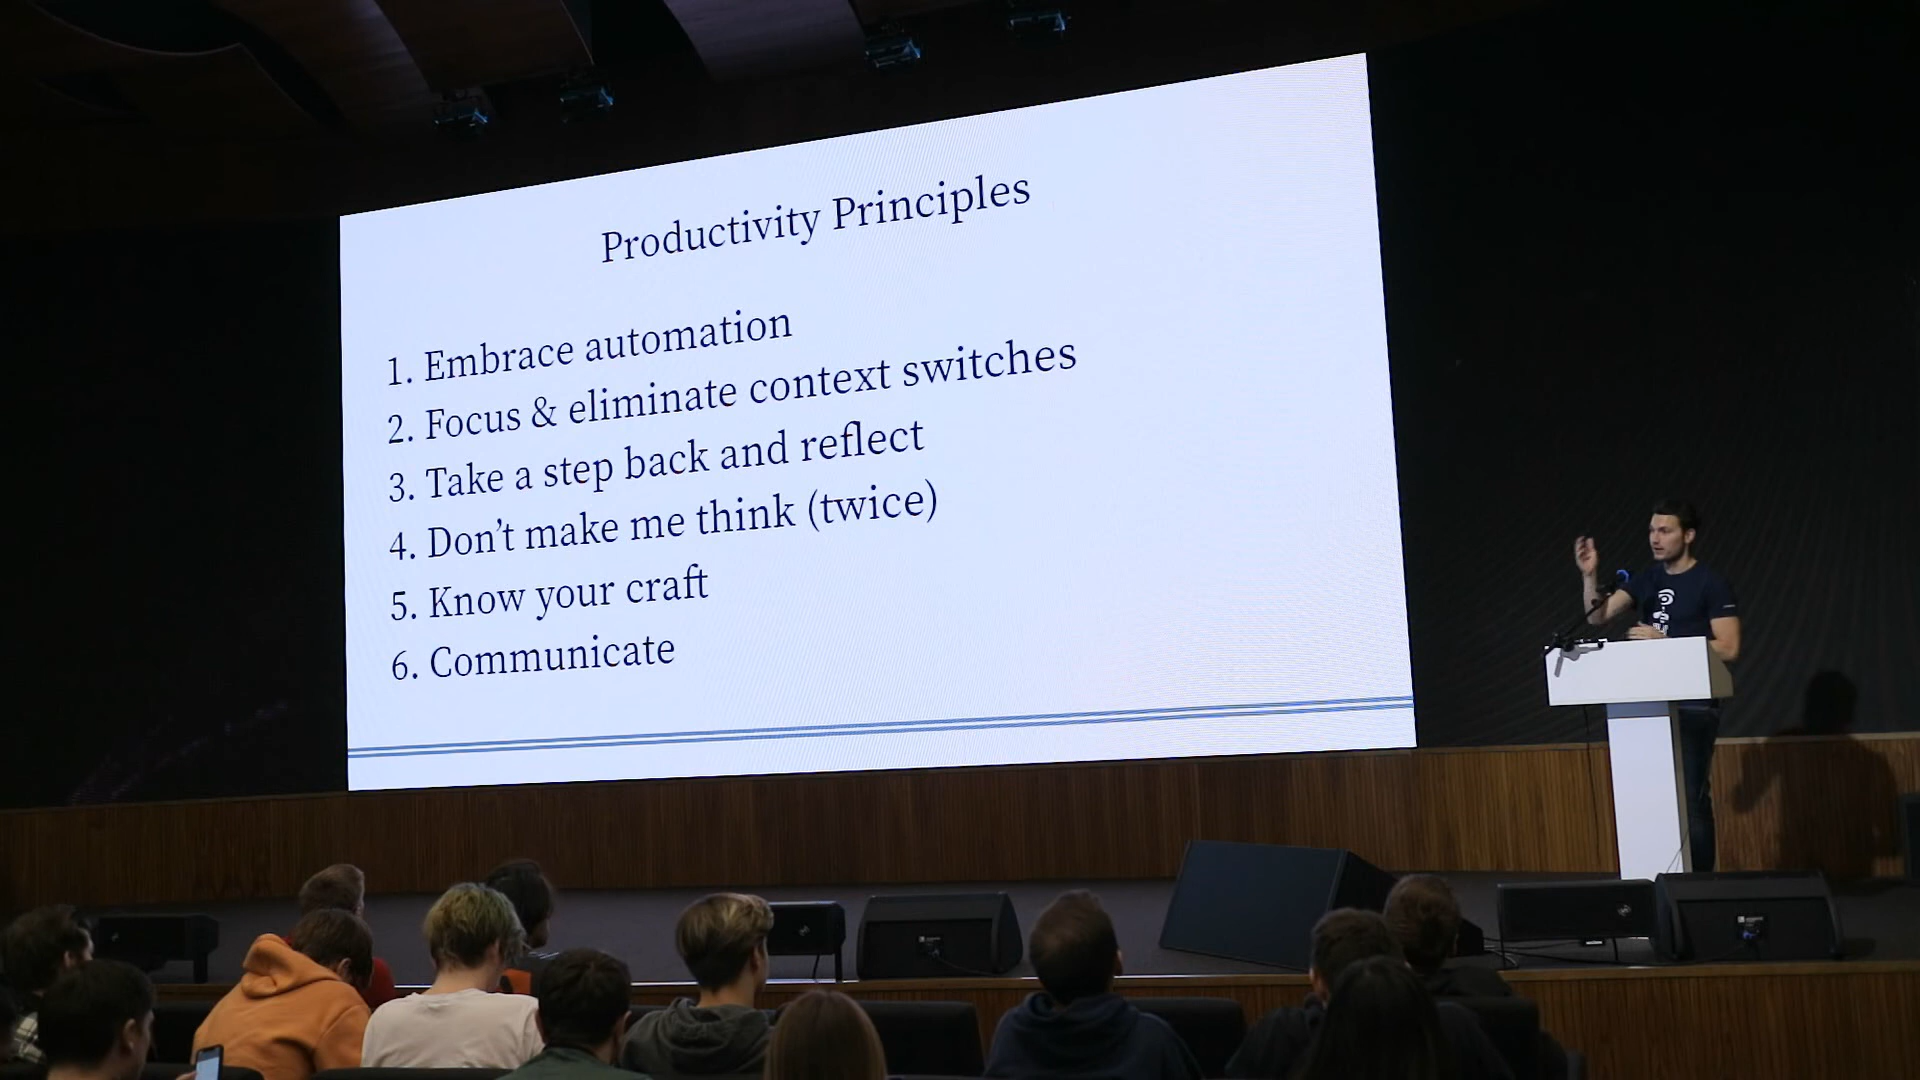 Productivity Principles
1. Embrace automation
2. Focus & eliminate context switches
3. Take a step back and reflect
4. Don't make me think (twice)
5. Know your craft
6. Communicate